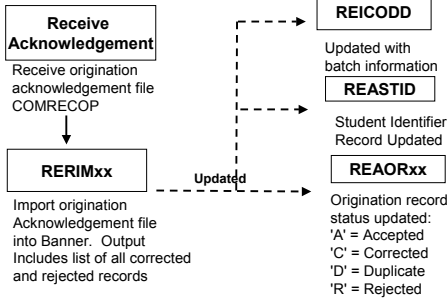 Receive
Acknowledgement
Receive origination
acknowledgement file
COMRECOP
RERIMxx
Import origination
Acknowledgement file
into Banner. Output
Includes list of all corrected
and rejected records
Updated
REICODD
Updated with
batch information
REASTID
Student Identifier
Record Updated
REAORxx
Origination record
status updated:
'A' = Accepted
'C' = Corrected
'D' = Duplicate
'R' = Rejected